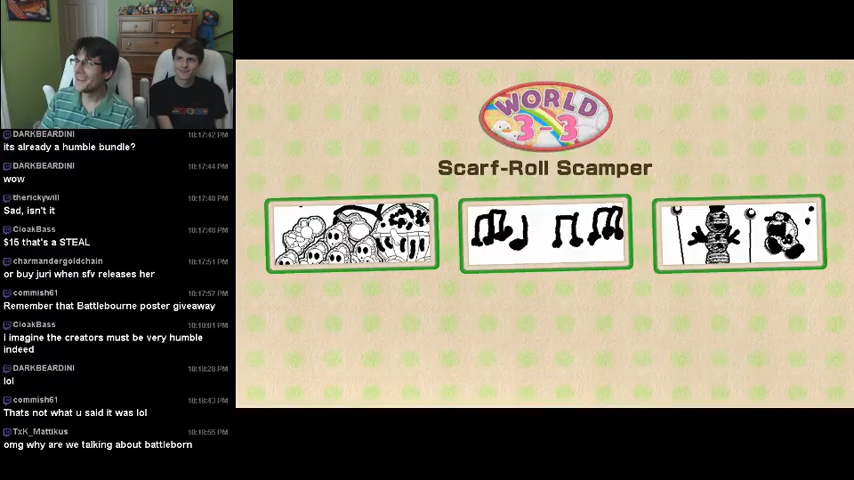 DARKBEARDINI 10:17:42 PM
its already a humble bundle?
DARKBEARDINI 10:17:44 PM
wow
therickywill 10:17:48 PM
Sad, isn't it
CloakBass 10:17:48 PM
$15 that's a STEAL
charmandergoldchain 10:17:51 PM
or buy juri when sfv releases her
commish61 10:17:57 PM
Remember that Battlebourne poster giveaway
CloakBass 10:18:01 PM
i imagine the creators must be very humble
indeed
DARKBEARDINI 10:18:28 PM
lol
commish61 10:18:43 PM
Thats not what u said it was lol
TxK_Mattikus 10:18:55 PM
omg why are we talking about battleborn
WORLD
3-3
Scarf-Roll Scamper